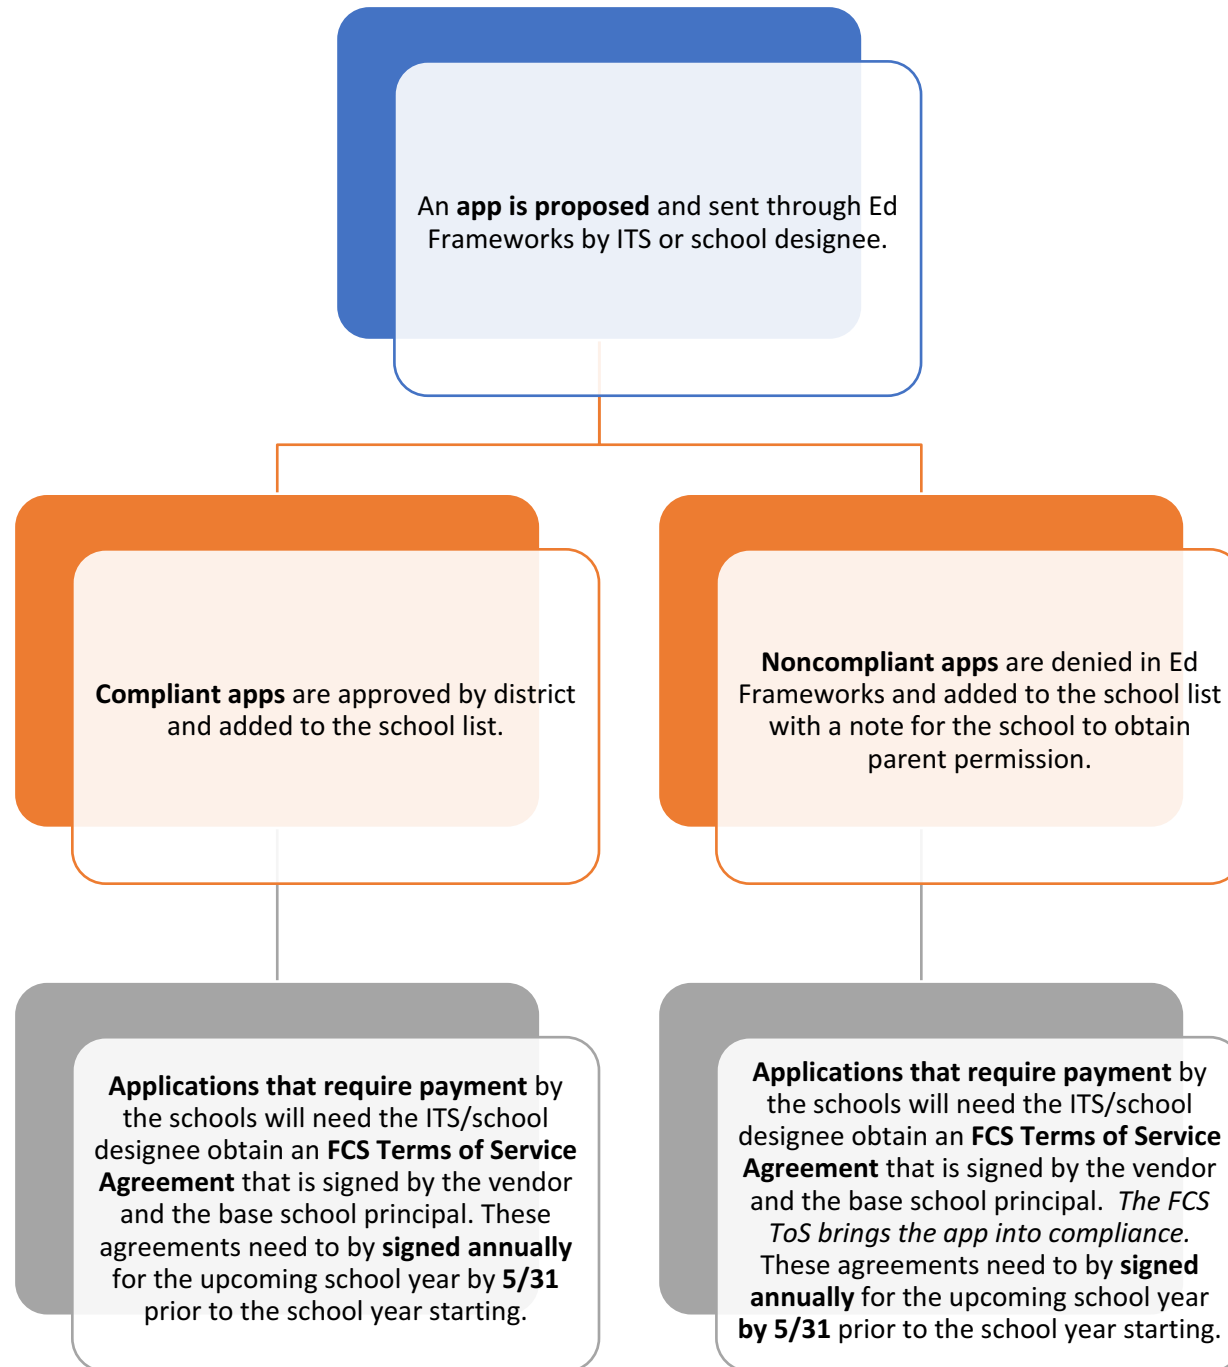 An app is proposed and sent through Ed
Frameworks by ITS or school designee.
Compliant apps are approved by district
and added to the school list.
Noncompliant apps are denied in Ed
Frameworks and added to the school list
with a note for the school to obtain
parent permission.
Applications that require payment by
the schools will need the ITS/school
designee obtain an FCS Terms of Service
Agreement that is signed by the vendor
and the base school principal. These
agreements need to by signed annually
for the upcoming school year by 5/31
prior to the school year starting.
Applications that require payment by
the schools will need the ITS/school
designee obtain an FCS Terms of Service
Agreement that is signed by the vendor
and the base school principal. The FCS
ToS brings the app into compliance.
These agreements need to by signed
annually for the upcoming school year
by 5/31 prior to the school year starting.